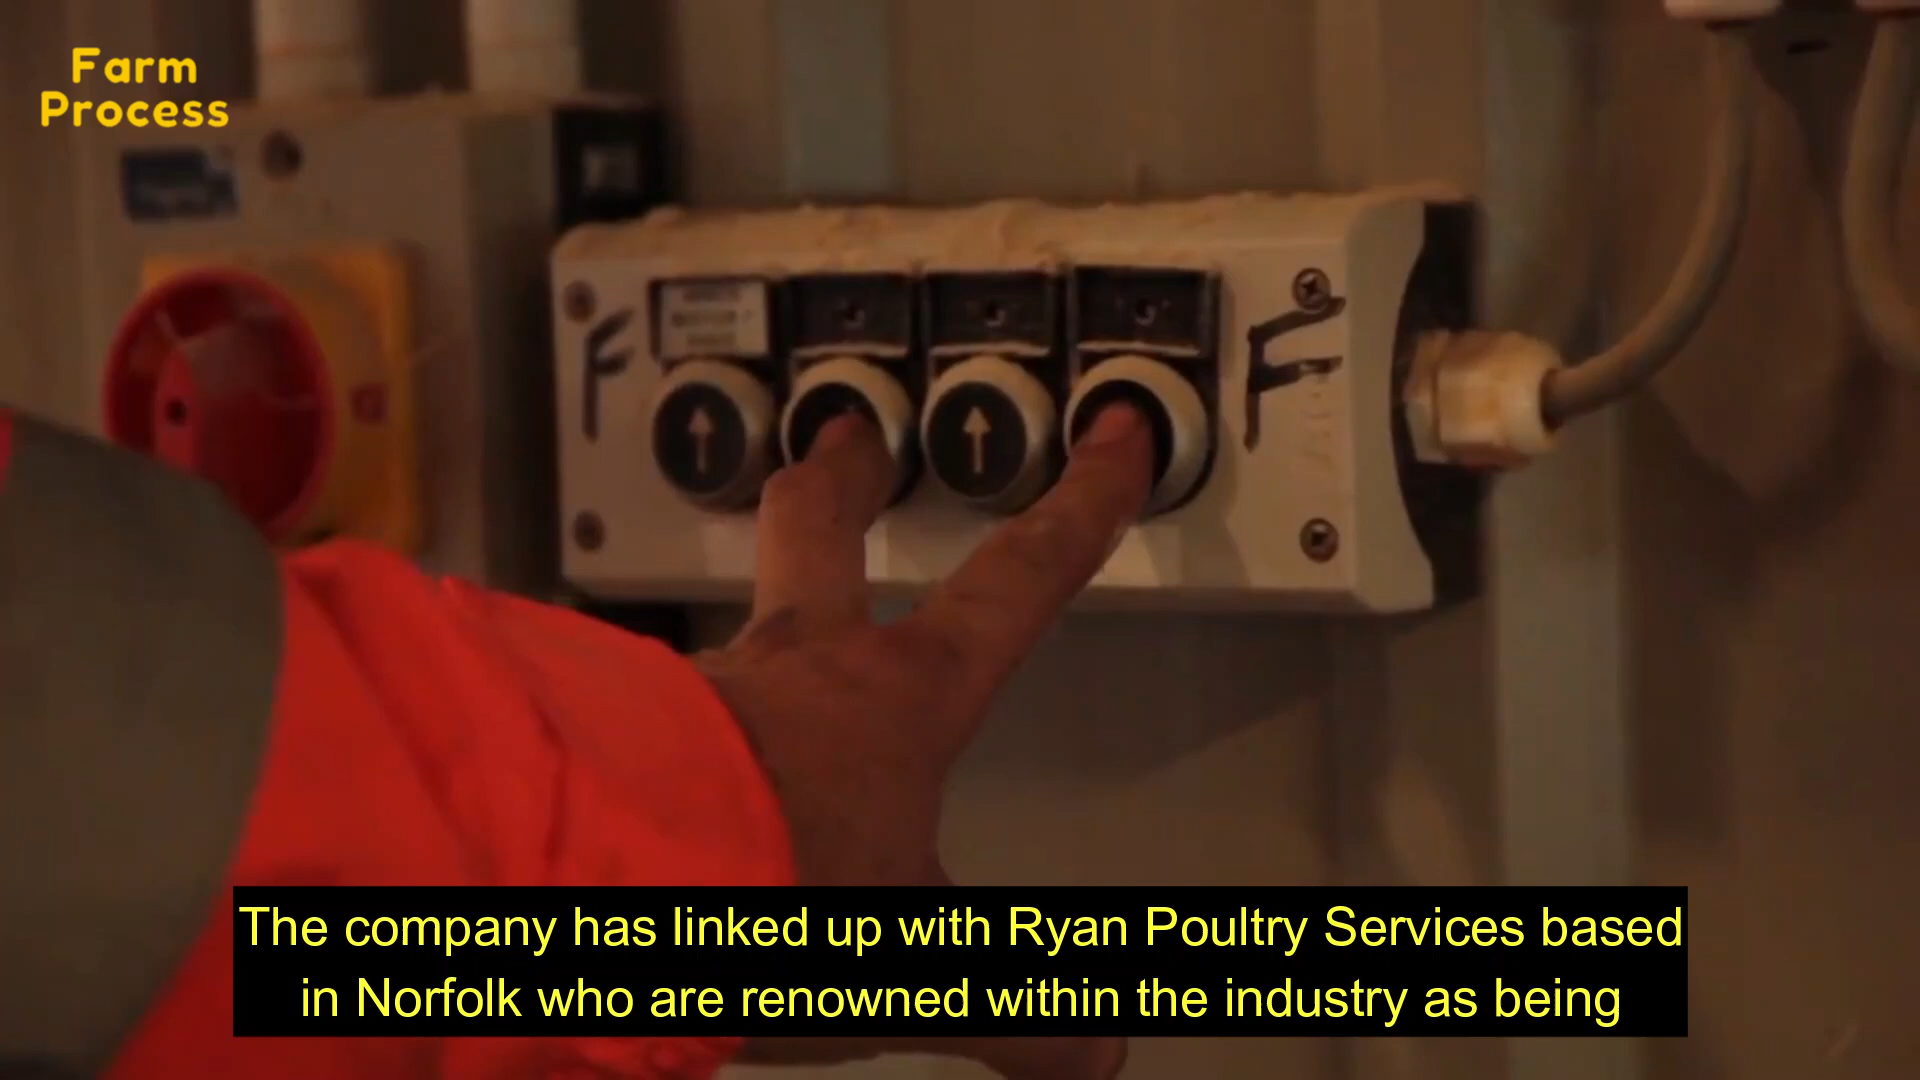 Farm
Process
F
F
The company has linked up with Ryan Poultry Services based
in Norfolk who are renowned within the industry as being